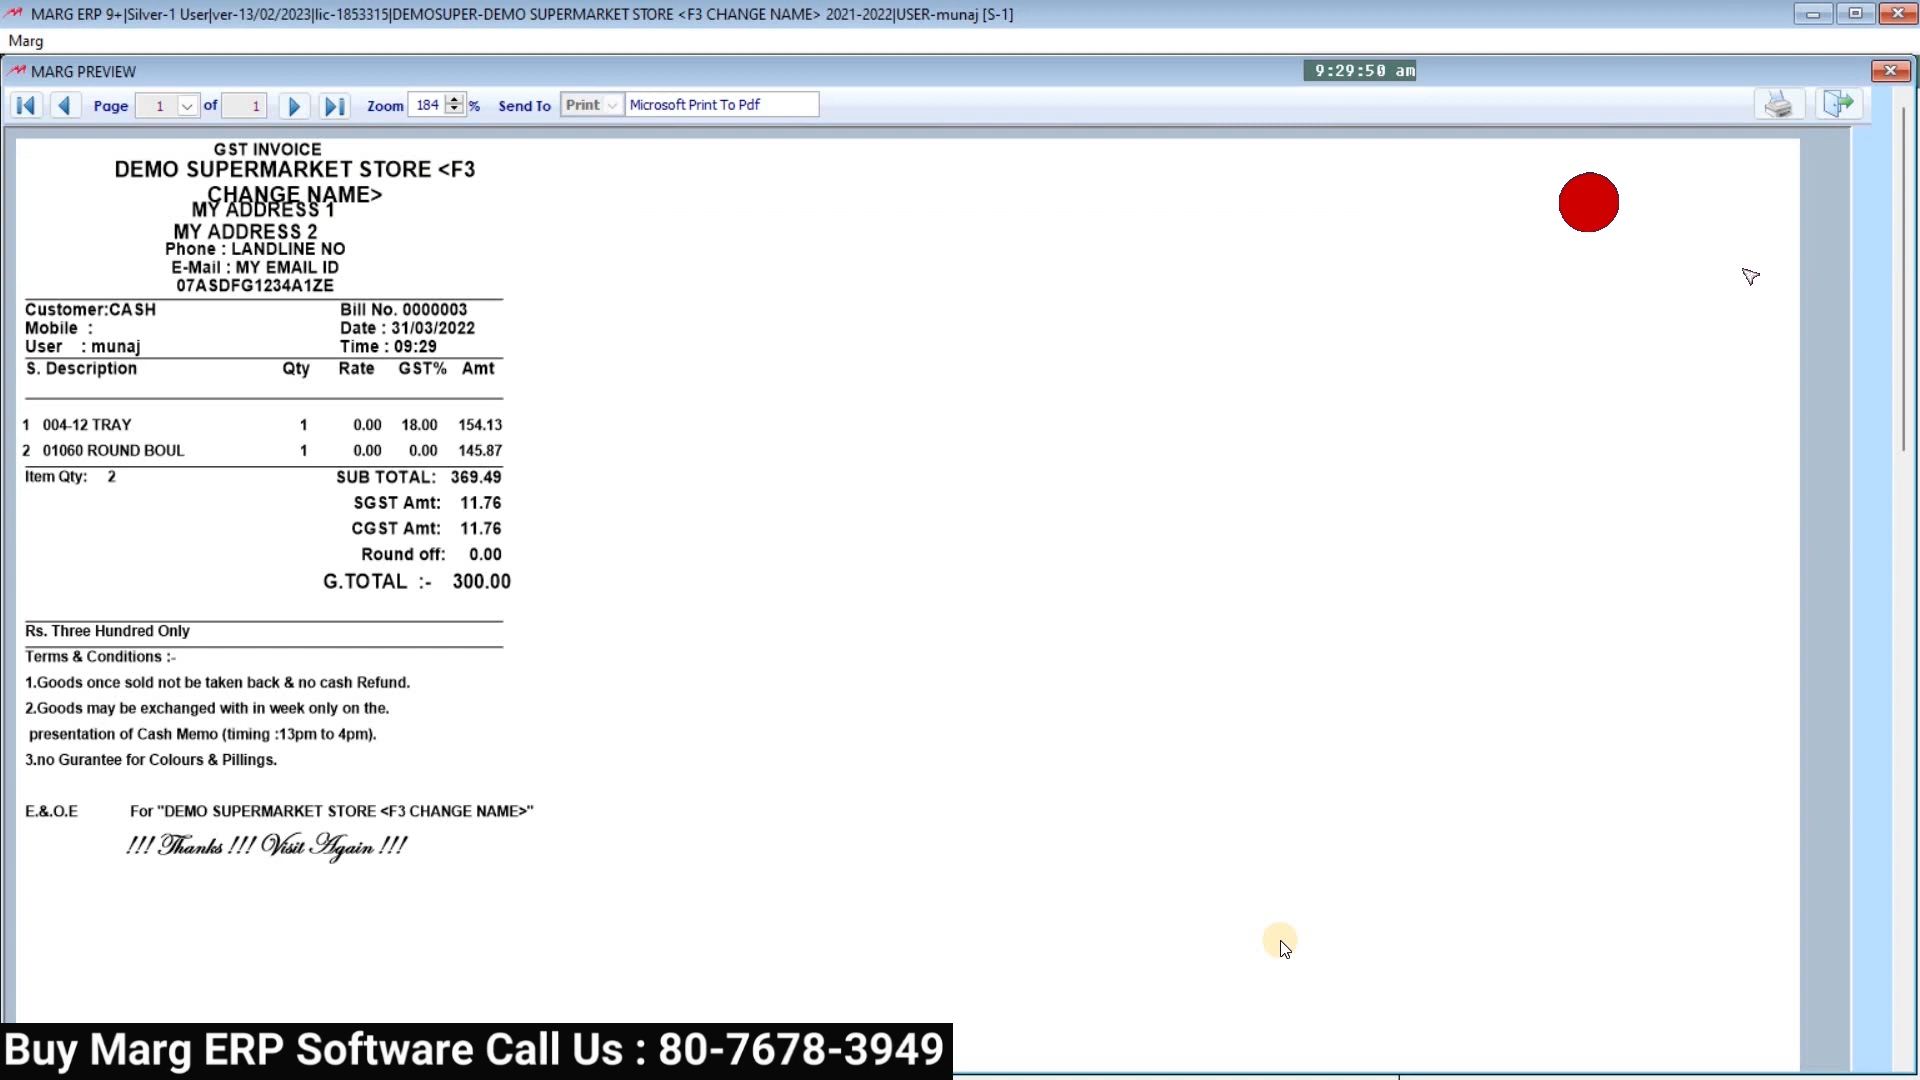 MARG ERP 9+|Silver-1 User|ver-13/02/2023|lic-1853315|DEMOSUPER-DEMO SUPERMARKET STORE <F3 CHANGE NAME> 2021-2022|USER-munaj [S-1]
Marg
MARG PREVIEW 9:29:50 am
Page 1 of 1 Zoom 184 % Send To Print Microsoft Print To Pdf
GST INVOICE
DEMO SUPERMARKET STORE <F3
CHANGE NAME>
MY ADDRESS 1
MY ADDRESS 2
Phone : LANDLINE NO
E-Mail : MY EMAIL ID
07ASDFG1234A1ZE
Customer:CASH Bill No. 0000003
Mobile : Date : 31/03/2022
User : munaj Time : 09:29
S. Description Qty Rate GST% Amt
1 004-12 TRAY 1 0.00 18.00 154.13
2 01060 ROUND BOUL 1 0.00 0.00 145.87
Item Qty: 2 SUB TOTAL: 369.49
SGST Amt: 11.76
CGST Amt: 11.76
Round off: 0.00
G.TOTAL :- 300.00
Rs. Three Hundred Only
Terms & Conditions :-
1.Goods once sold not be taken back & no cash Refund.
2.Goods may be exchanged with in week only on the.
presentation of Cash Memo (timing :13pm to 4pm).
3.no Gurantee for Colours & Pillings.
E.&.O.E For "DEMO SUPERMARKET STORE <F3 CHANGE NAME>"
!!! Thanks !!! Visit Again !!!
Buy Marg ERP Software Call Us : 80-7678-3949